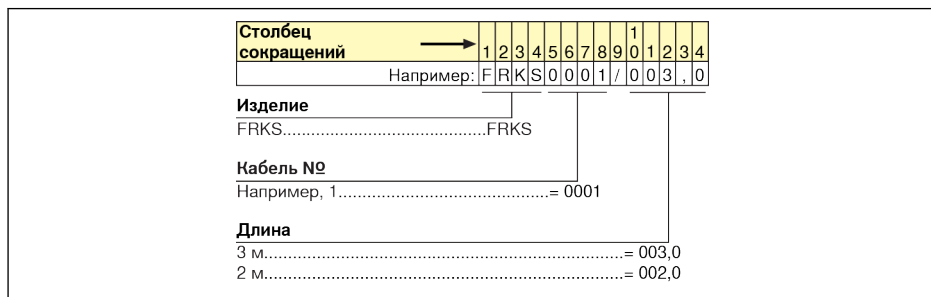 Столбец
сокращений 1 2 3 4 5 6 7 8 9 10 1 2 3 4
Например: F R K S 0 0 0 1 / 0 0 3 , 0
Изделие
FRKS..........................................FRKS
Кабель №
Например, 1...........................................= 0001
Длина
3 м..........................................................................= 003,0
2 м..........................................................................= 002,0